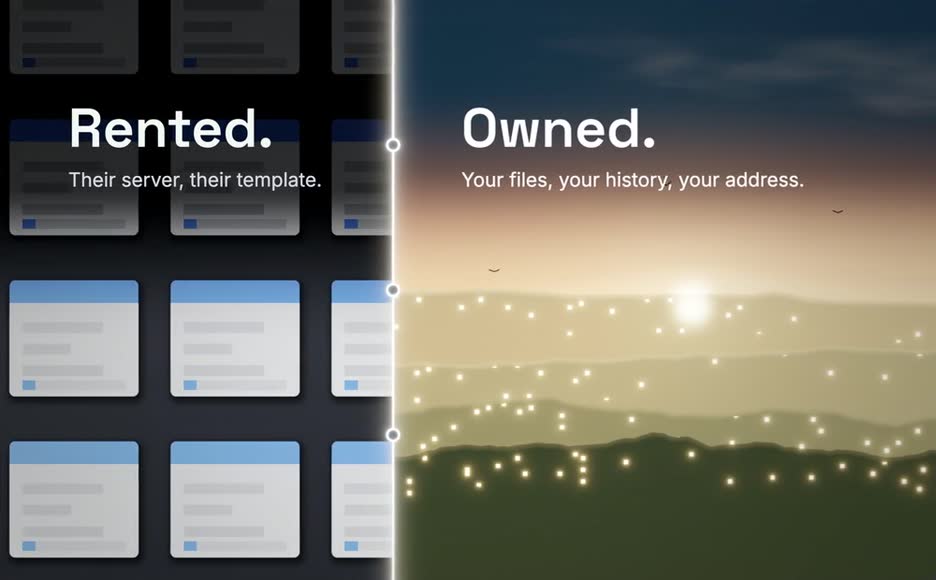 Rented.
Their server, their template.
Owned.
Your files, your history, your address.